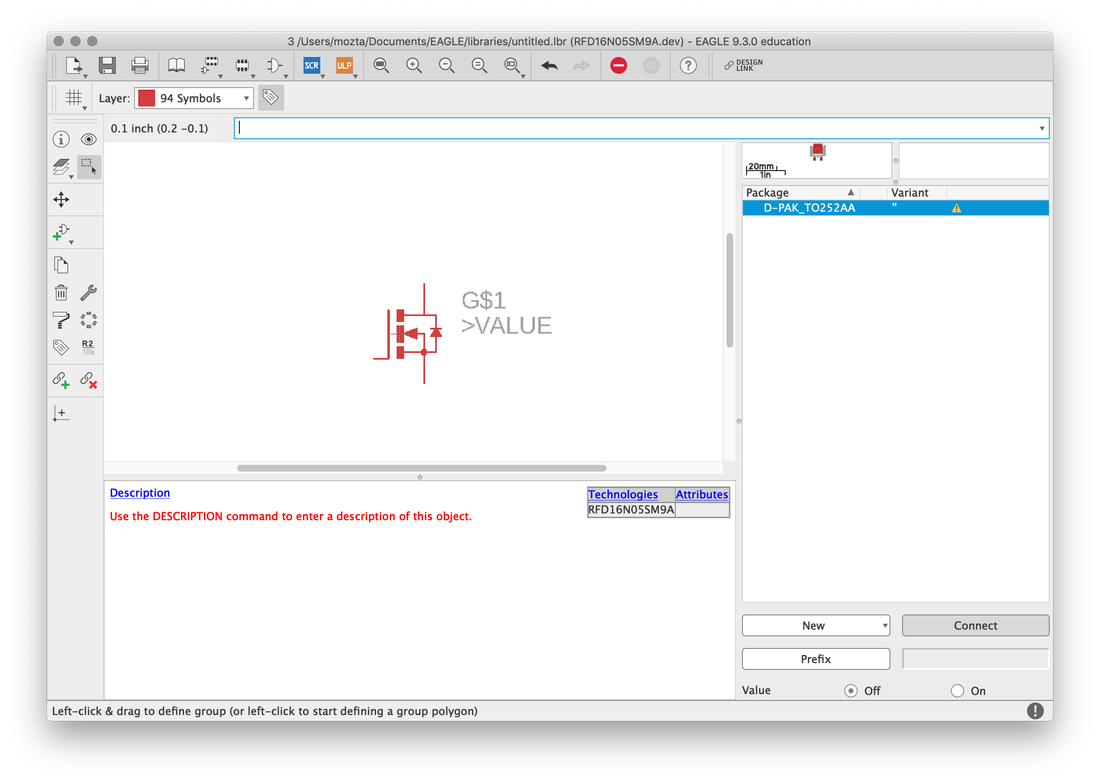 3 /Users/mozta/Documents/EAGLE/libraries/untitled.lbr (RFD16N05SM9A.dev) - EAGLE 9.3.0 education
SCR
ULP
DESIGN
LINK
Layer: 94 Symbols
0.1 inch (0.2 -0.1)
20mm
1in
Package Variant
D-PAK_TO252AA ''
R2
10k
G$1
>VALUE
Description
Use the DESCRIPTION command to enter a description of this object.
Technologies Attributes
RFD16N05SM9A
New Connect
Prefix
Value Off On
Left-click & drag to define group (or left-click to start defining a group polygon)